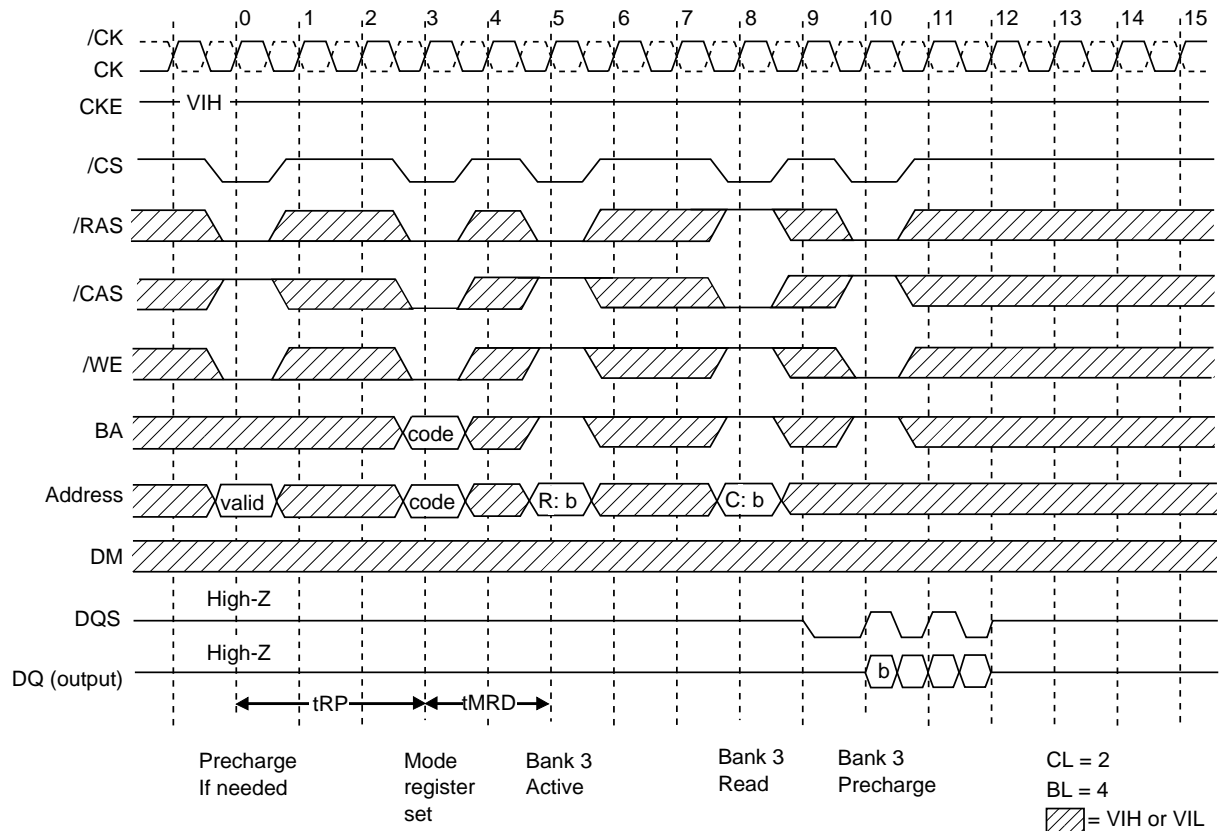 0 1 2 3 4 5 6 7 8 9 10 11 12 13 14 15
/CK
CK
CKE
VIH
/CS
/RAS
/CAS
/WE
BA
code
Address
valid
code
R: b
C: b
DM
High-Z
DQS
High-Z
DQ (output)
b
tRP
tMRD
Precharge
If needed
Mode
register
set
Bank 3
Active
Bank 3
Read
Bank 3
Precharge
CL = 2
BL = 4
= VIH or VIL